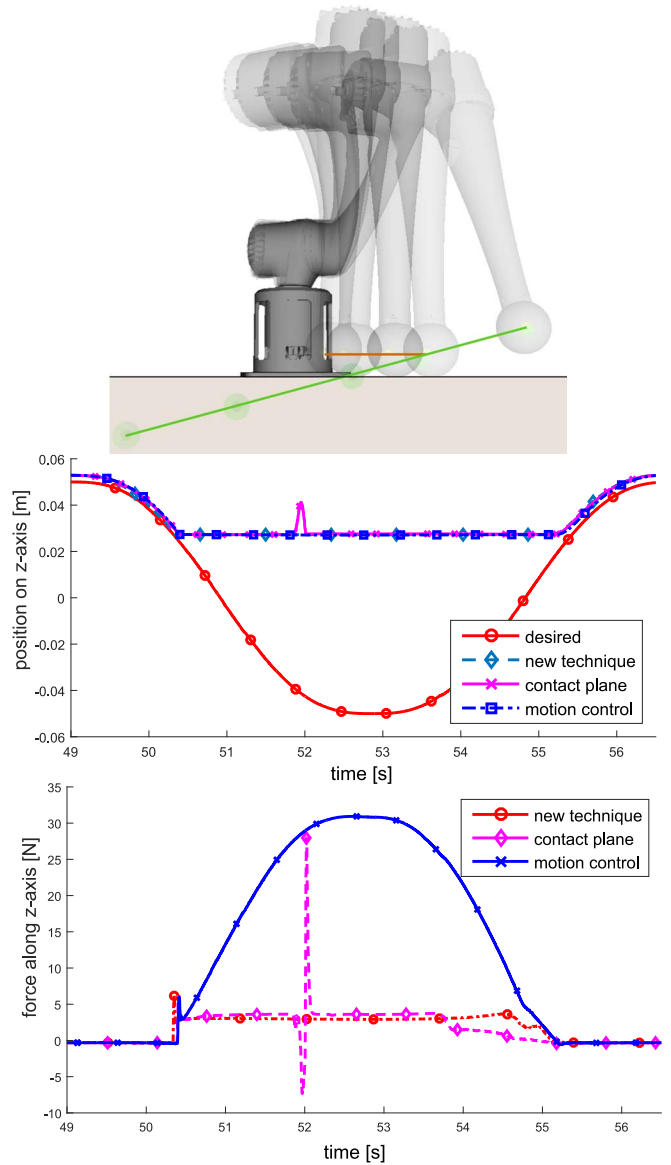 0.06
0.04
0.02
0
-0.02
-0.04
-0.06
position on z-axis [m]
desired
new technique
contact plane
motion control
49 50 51 52 53 54 55 56
time [s]
35
30
25
20
15
10
5
0
-5
-10
force along z-axis [N]
new technique
contact plane
motion control
49 50 51 52 53 54 55 56
time [s]